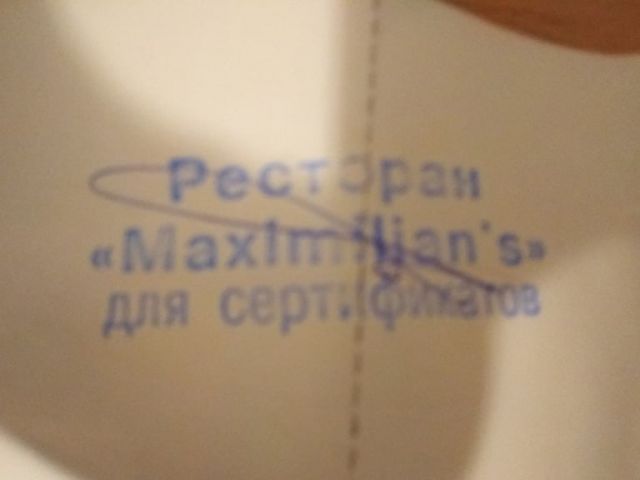 Ресторан
«Maximilian's»
для сертификатов